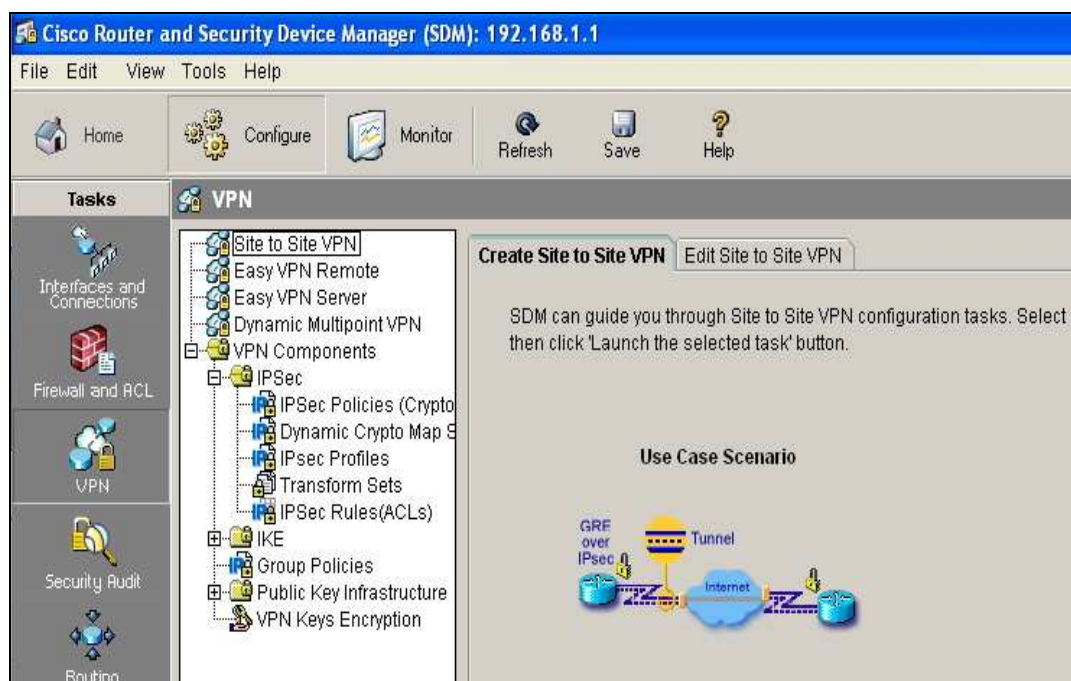 Cisco Router and Security Device Manager (SDM): 192.168.1.1
File Edit View Tools Help
Home Configure Monitor Refresh Save Help
Tasks
VPN
Interfaces and
Connections
Firewall and ACL
VPN
Security Audit
Routing
Site to Site VPN
Easy VPN Remote
Easy VPN Server
Dynamic Multipoint VPN
VPN Components
IPSec
IPSec Policies (Crypto
Dynamic Crypto Map S
IPsec Profiles
Transform Sets
IPSec Rules(ACLs)
IKE
Group Policies
Public Key Infrastructure
VPN Keys Encryption
Create Site to Site VPN Edit Site to Site VPN
SDM can guide you through Site to Site VPN configuration tasks. Select
then click 'Launch the selected task' button.
Use Case Scenario
GRE
over
IPsec
Tunnel
Internet